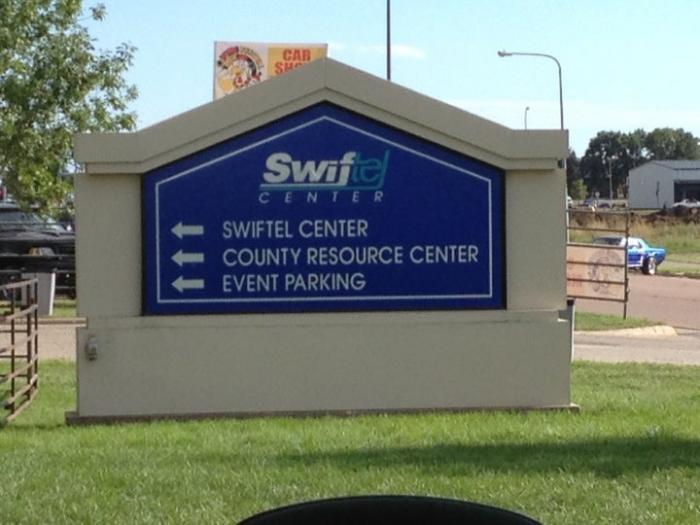 CAR
Swiftel
CENTER
SWIFTEL CENTER
COUNTY RESOURCE CENTER
EVENT PARKING